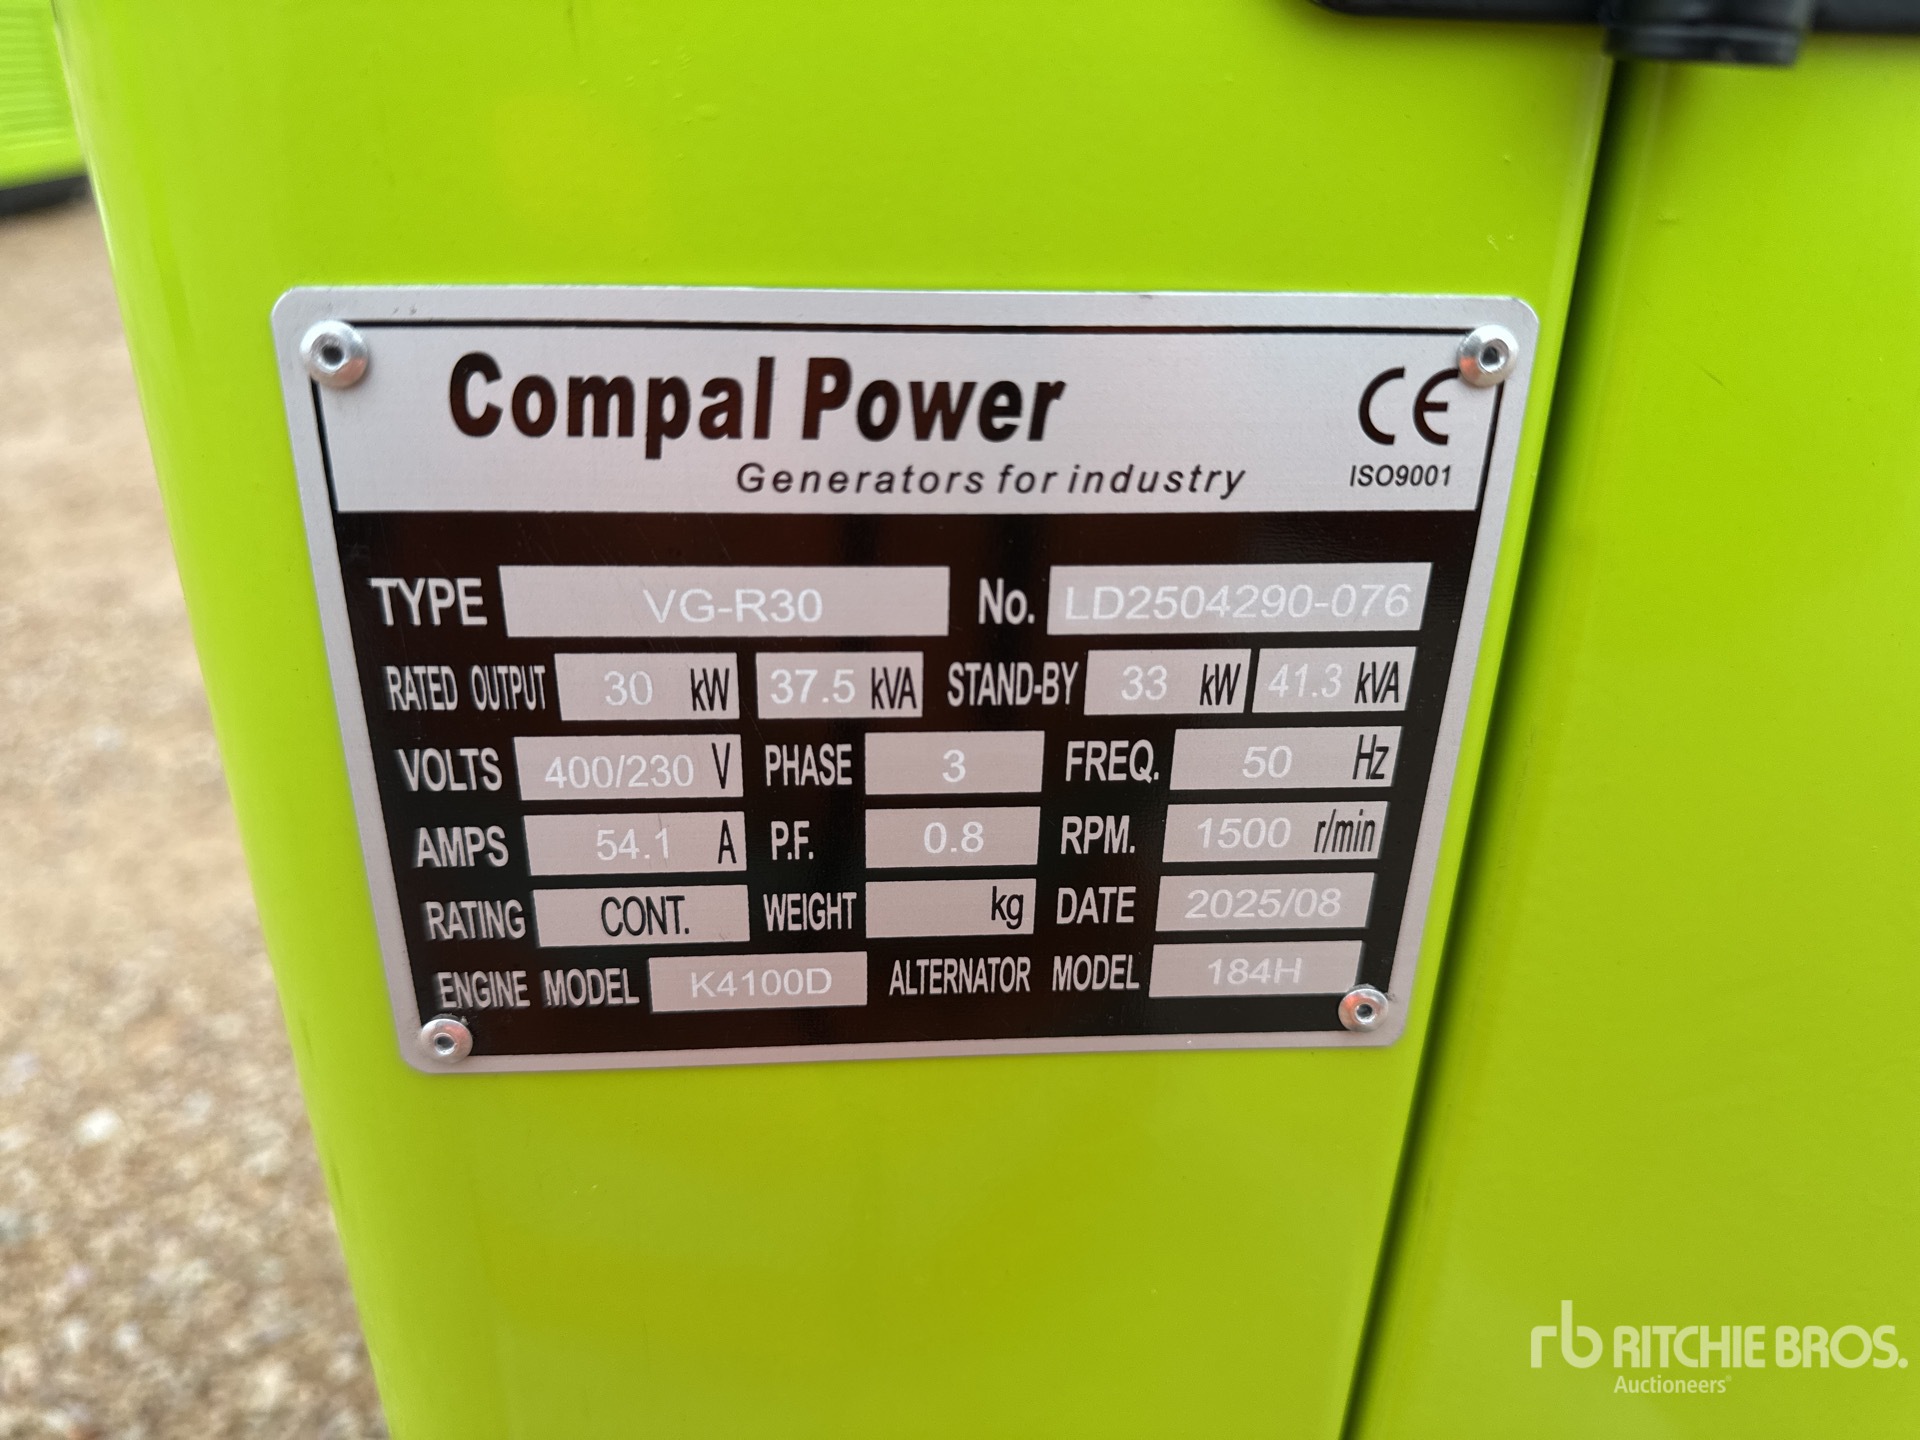 Compal Power
CE
Generators for industry
ISO9001
TYPE VG-R30 No. LD2504290-076
RATED OUTPUT 30 kW 37.5 kVA STAND-BY 33 kW 41.3 kVA
VOLTS 400/230 V PHASE 3 FREQ. 50 Hz
AMPS 54.1 A P.F. 0.8 RPM. 1500 r/min
RATING CONT. WEIGHT kg DATE 2025/08
ENGINE MODEL K4100D ALTERNATOR MODEL 184H
rb RITCHIE BROS.
Auctioneers